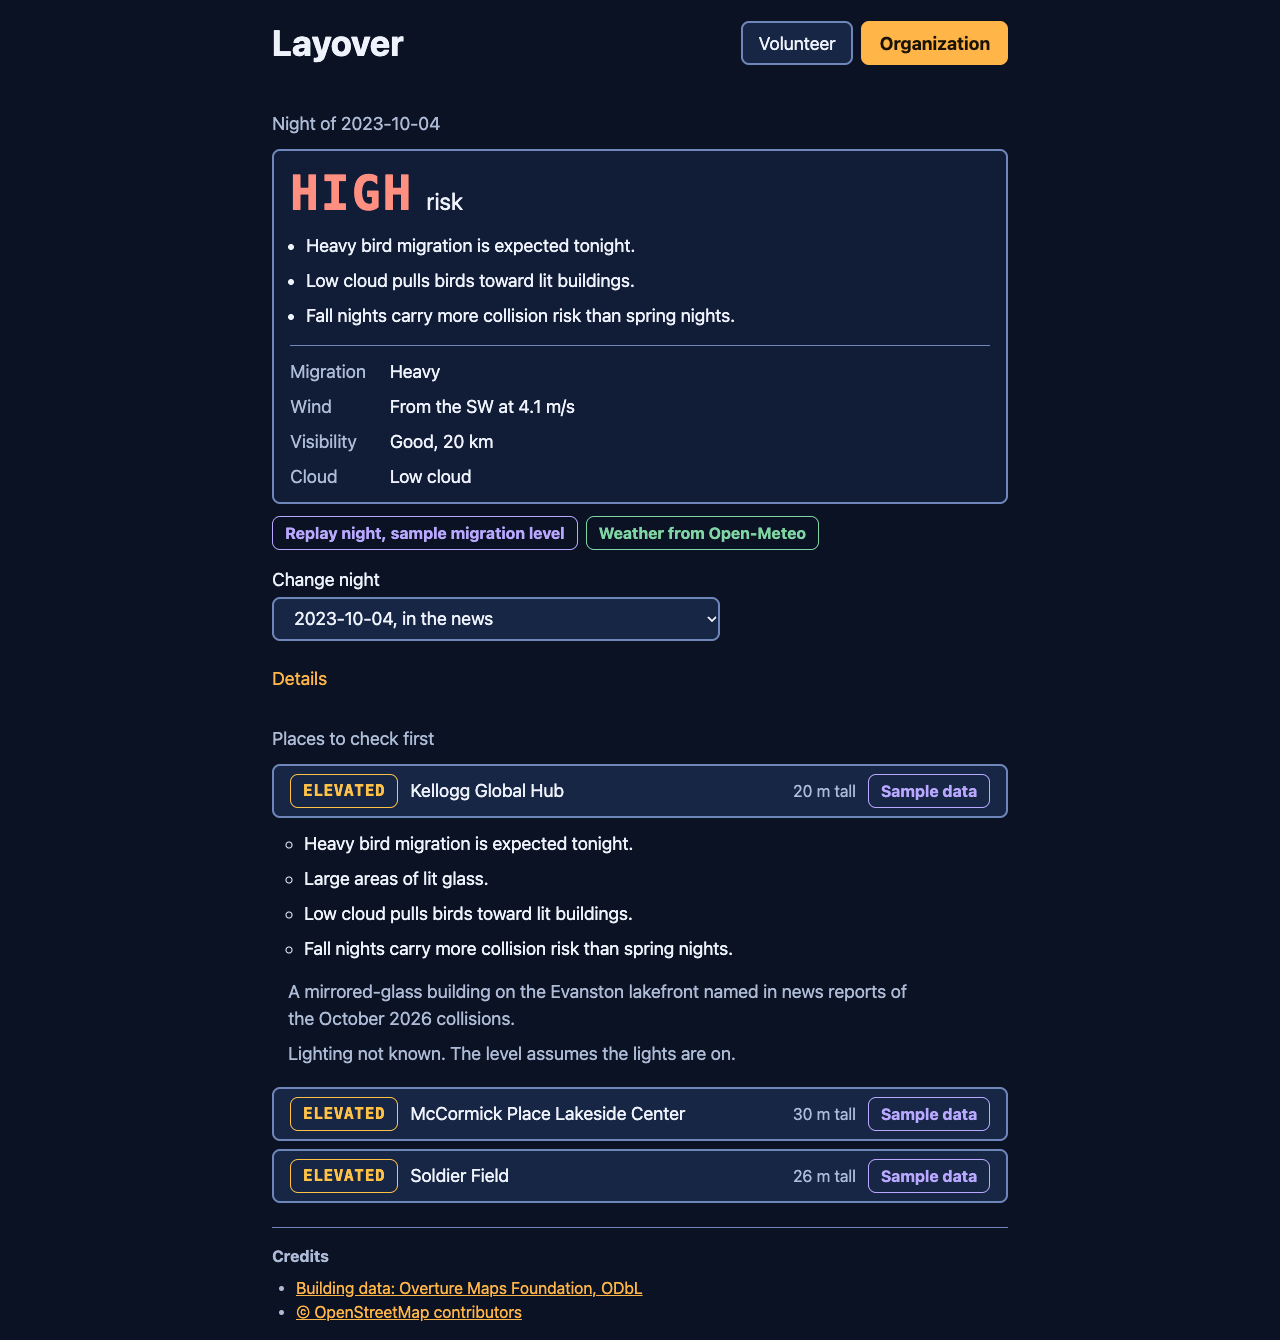 Layover
Volunteer
Organization
Night of 2023-10-04
HIGH risk
Heavy bird migration is expected tonight.
Low cloud pulls birds toward lit buildings.
Fall nights carry more collision risk than spring nights.
Migration Heavy
Wind From the SW at 4.1 m/s
Visibility Good, 20 km
Cloud Low cloud
Replay night, sample migration level
Weather from Open-Meteo
Change night
2023-10-04, in the news
Details
Places to check first
ELEVATED Kellogg Global Hub 20 m tall Sample data
Heavy bird migration is expected tonight.
Large areas of lit glass.
Low cloud pulls birds toward lit buildings.
Fall nights carry more collision risk than spring nights.
A mirrored-glass building on the Evanston lakefront named in news reports of
the October 2026 collisions.
Lighting not known. The level assumes the lights are on.
ELEVATED McCormick Place Lakeside Center 30 m tall Sample data
ELEVATED Soldier Field 26 m tall Sample data
Credits
Building data: Overture Maps Foundation, ODbL
© OpenStreetMap contributors